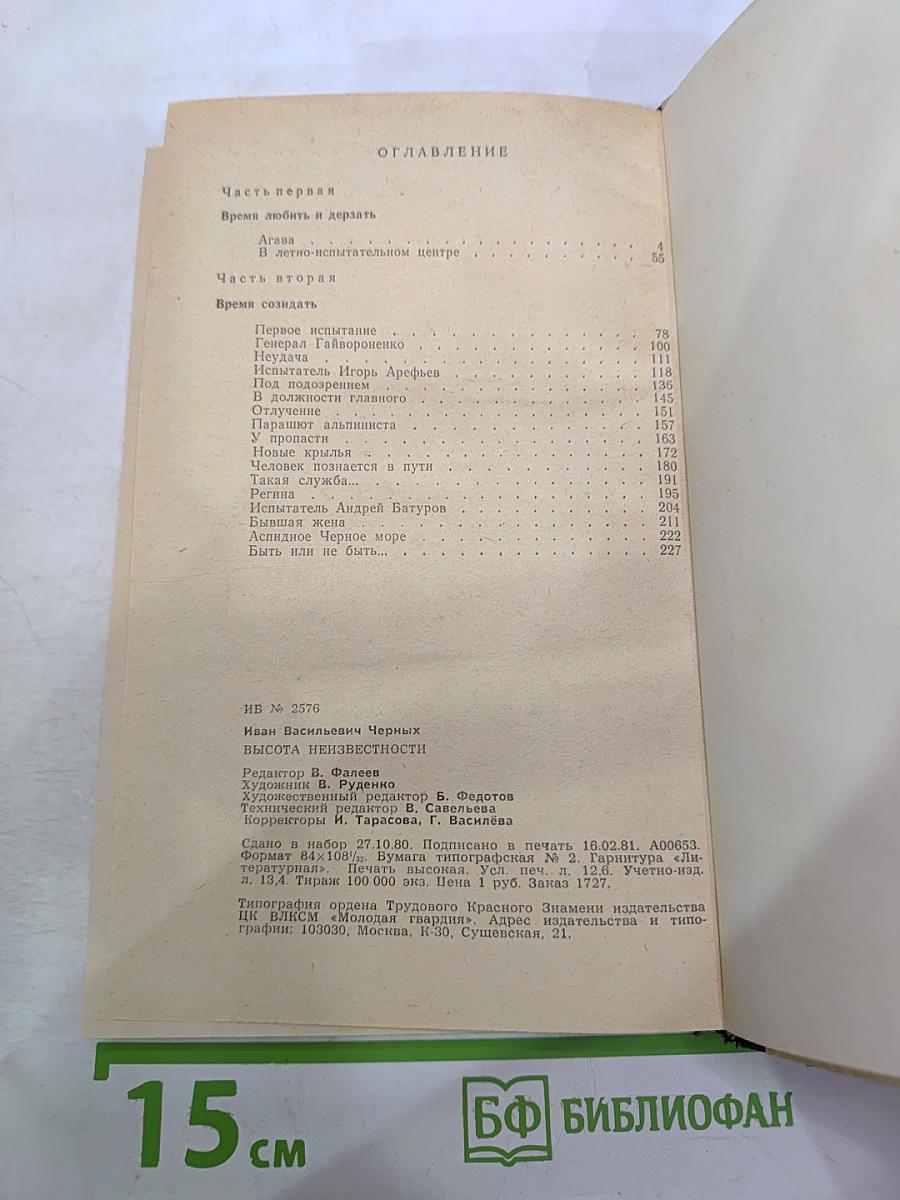 ОГЛАВЛЕНИЕ
Часть первая
Время любить и дерзать
Агава . . . . . . . . . . . . . . . . . . 4
В летно-испытательном центре . . . . . . . . . . 55
Часть вторая
Время созидать
Первое испытание . . . . . . . . . . . . . . 78
Генерал Гайвороненко . . . . . . . . . . . . 100
Неудача . . . . . . . . . . . . . . . . . 111
Испытатель Игорь Арефьев . . . . . . . . . . 118
Под подозрением . . . . . . . . . . . . . . 136
В должности главного . . . . . . . . . . . . 145
Отлучение . . . . . . . . . . . . . . . . 151
Парашют альпиниста . . . . . . . . . . . . 157
У пропасти . . . . . . . . . . . . . . . . 163
Новые крылья . . . . . . . . . . . . . . . 172
Человек познается в пути . . . . . . . . . . 180
Такая служба... . . . . . . . . . . . . . . 191
Регина . . . . . . . . . . . . . . . . . 195
Испытатель Андрей Батуров . . . . . . . . . . 204
Бывшая жена . . . . . . . . . . . . . . . 211
Аспидное Черное море . . . . . . . . . . . . 222
Быть или не быть... . . . . . . . . . . . . . 227
ИБ № 2576
Иван Васильевич Черных
ВЫСОТА НЕИЗВЕСТНОСТИ
Редактор В. Фалеев
Художник В. Руденко
Художественный редактор Б. Федотов
Технический редактор В. Савельева
Корректоры И. Тарасова, Г. Василёва
Сдано в набор 27.10.80. Подписано в печать 16.02.81. А00653.
Формат 84×108¹/₃₂. Бумага типографская № 2. Гарнитура «Ли-
тературная». Печать высокая. Усл. печ. л. 12,6. Учетно-изд.
л. 13,4. Тираж 100 000 экз. Цена 1 руб. Заказ 1727.
Типография ордена Трудового Красного Знамени издательства
ЦК ВЛКСМ «Молодая гвардия». Адрес издательства и типо-
графии: 103030, Москва, К-30, Сущевская, 21.
15 см
БФ БИБЛИОФАН